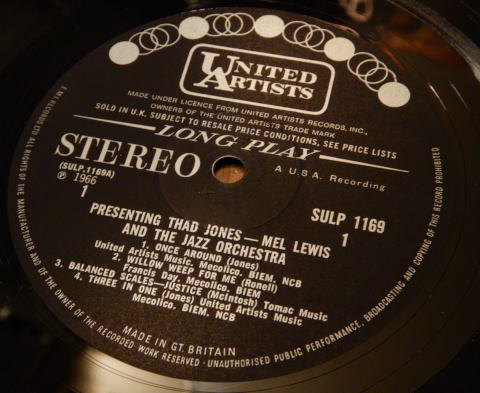 UNITED
ARTISTS
MADE UNDER LICENCE FROM UNITED ARTISTS RECORDS, INC.,
OWNERS OF THE UNITED ARTISTS TRADE MARK
SOLD IN U.K. SUBJECT TO RESALE PRICE CONDITIONS, SEE PRICE LISTS
LONG PLAY
STEREO
A U.S.A. Recording
(SULP.1169A)
℗ 1966
1
SULP 1169
1
PRESENTING THAD JONES—MEL LEWIS
AND THE JAZZ ORCHESTRA
1. ONCE AROUND (Jones)
United Artists Music. Mecolico. BIEM. NCB
2. WILLOW WEEP FOR ME (Ronell)
Francis Day. Mecolico. BIEM
3. BALANCED SCALES—JUSTICE (McIntosh) Tomac Music
4. THREE IN ONE (Jones) United Artists Music
Mecolico. BIEM. NCB
MADE IN GT. BRITAIN
E.M.I. RECORDS LTD ALL RIGHTS OF THE MANUFACTURER AND OF THE OWNER OF THE RECORDED WORK RESERVED · UNAUTHORISED PUBLIC PERFORMANCE, BROADCASTING AND COPYING OF THIS RECORD PROHIBITED